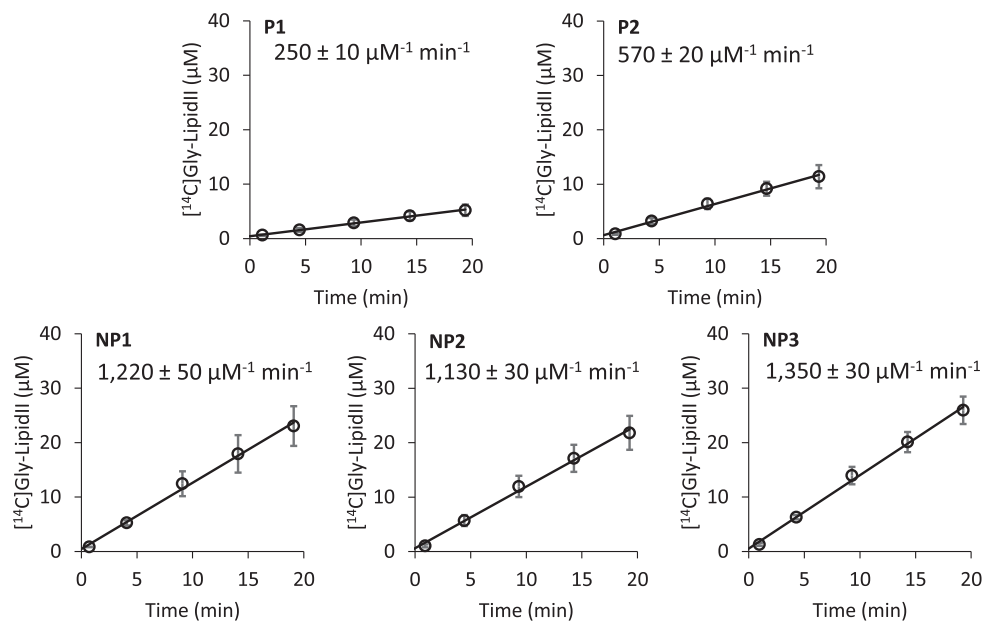 P1
250 ± 10 µM⁻¹ min⁻¹
[¹⁴C]Gly-LipidII (µM)
40
30
20
10
0
0 5 10 15 20
Time (min)
P2
570 ± 20 µM⁻¹ min⁻¹
[¹⁴C]Gly-LipidII (µM)
40
30
20
10
0
0 5 10 15 20
Time (min)
NP1
1,220 ± 50 µM⁻¹ min⁻¹
[¹⁴C]Gly-LipidII (µM)
40
30
20
10
0
0 5 10 15 20
Time (min)
NP2
1,130 ± 30 µM⁻¹ min⁻¹
[¹⁴C]Gly-LipidII (µM)
40
30
20
10
0
0 5 10 15 20
Time (min)
NP3
1,350 ± 30 µM⁻¹ min⁻¹
[¹⁴C]Gly-LipidII (µM)
40
30
20
10
0
0 5 10 15 20
Time (min)